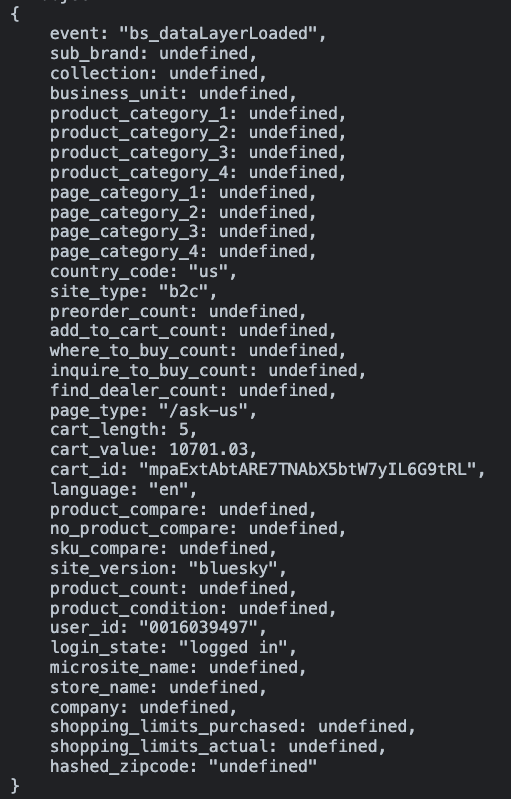 {
event: "bs_dataLayerLoaded",
sub_brand: undefined,
collection: undefined,
business_unit: undefined,
product_category_1: undefined,
product_category_2: undefined,
product_category_3: undefined,
product_category_4: undefined,
page_category_1: undefined,
page_category_2: undefined,
page_category_3: undefined,
page_category_4: undefined,
country_code: "us",
site_type: "b2c",
preorder_count: undefined,
add_to_cart_count: undefined,
where_to_buy_count: undefined,
inquire_to_buy_count: undefined,
find_dealer_count: undefined,
page_type: "/ask-us",
cart_length: 5,
cart_value: 10701.03,
cart_id: "mpaExtAbtARE7TNAbX5btW7yIL6G9tRL",
language: "en",
product_compare: undefined,
no_product_compare: undefined,
sku_compare: undefined,
site_version: "bluesky",
product_count: undefined,
product_condition: undefined,
user_id: "0016039497",
login_state: "logged in",
microsite_name: undefined,
store_name: undefined,
company: undefined,
shopping_limits_purchased: undefined,
shopping_limits_actual: undefined,
hashed_zipcode: "undefined"
}